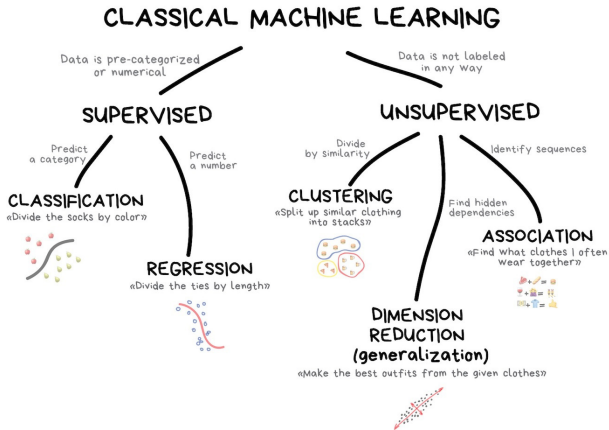 CLASSICAL MACHINE LEARNING
Data is pre-categorized
or numerical
Data is not labeled
in any way
SUPERVISED
UNSUPERVISED
Predict
a category
Predict
a number
Divide
by similarity
Identify sequences
CLASSIFICATION
«Divide the socks by color»
CLUSTERING
«Split up similar clothing
into stacks»
Find hidden
dependencies
ASSOCIATION
«Find what clothes I often
wear together»
REGRESSION
«Divide the ties by length»
DIMENSION
REDUCTION
(generalization)
«Make the best outfits from the given clothes»